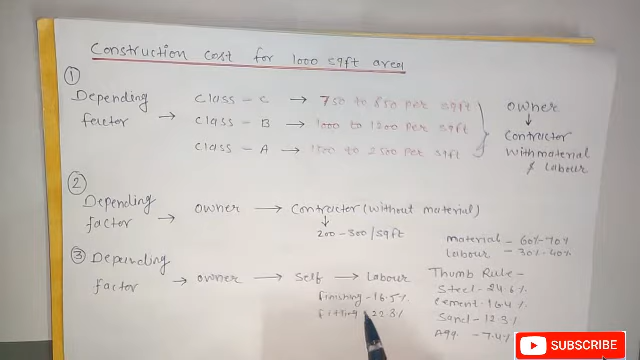 Construction cost for 1000 sqft area
①
Depending factor →
Class - C → 750 to 850 per sqft
Class - B → 1000 to 1200 per sqft
Class - A → 1500 to 2500 per sqft
owner
↓
Contractor
with material
& Labour
②
Depending factor → owner → Contractor (without material)
↓
200 - 300 / sqft
material - 60%-70%
Labour - 30%-40%
③ Depending factor → owner → Self → Labour
Finishing - 16.5%
Fitting - 22.8%
Thumb Rule -
Steel - 24.6%
Cement - 16.4%
Sand - 12.3%
Agg - 7.4%
SUBSCRIBE